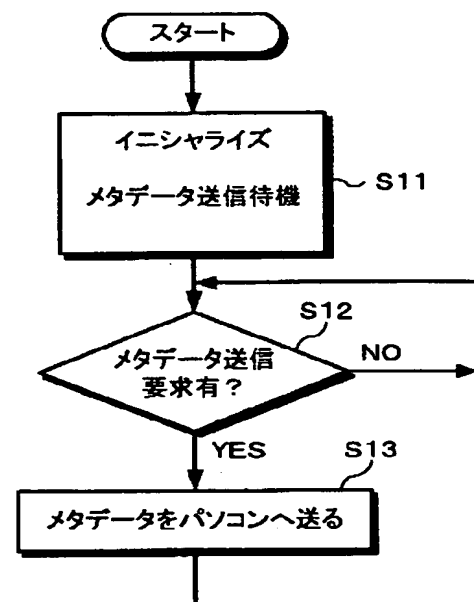 スタート
イニシャライズ
メタデータ送信待機
S11
S12
メタデータ送信
要求有？
NO
YES
S13
メタデータをパソコンへ送る